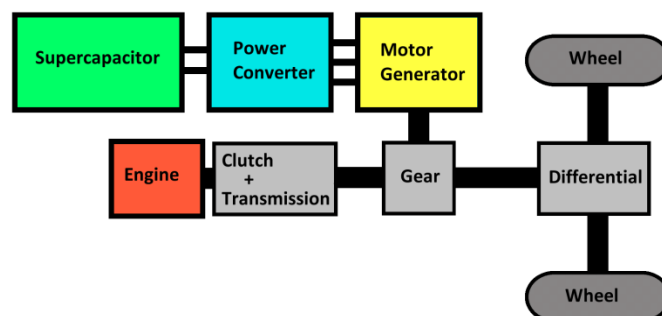 Supercapacitor
Power
Converter
Motor
Generator
Wheel
Engine
Clutch
+
Transmission
Gear
Differential
Wheel